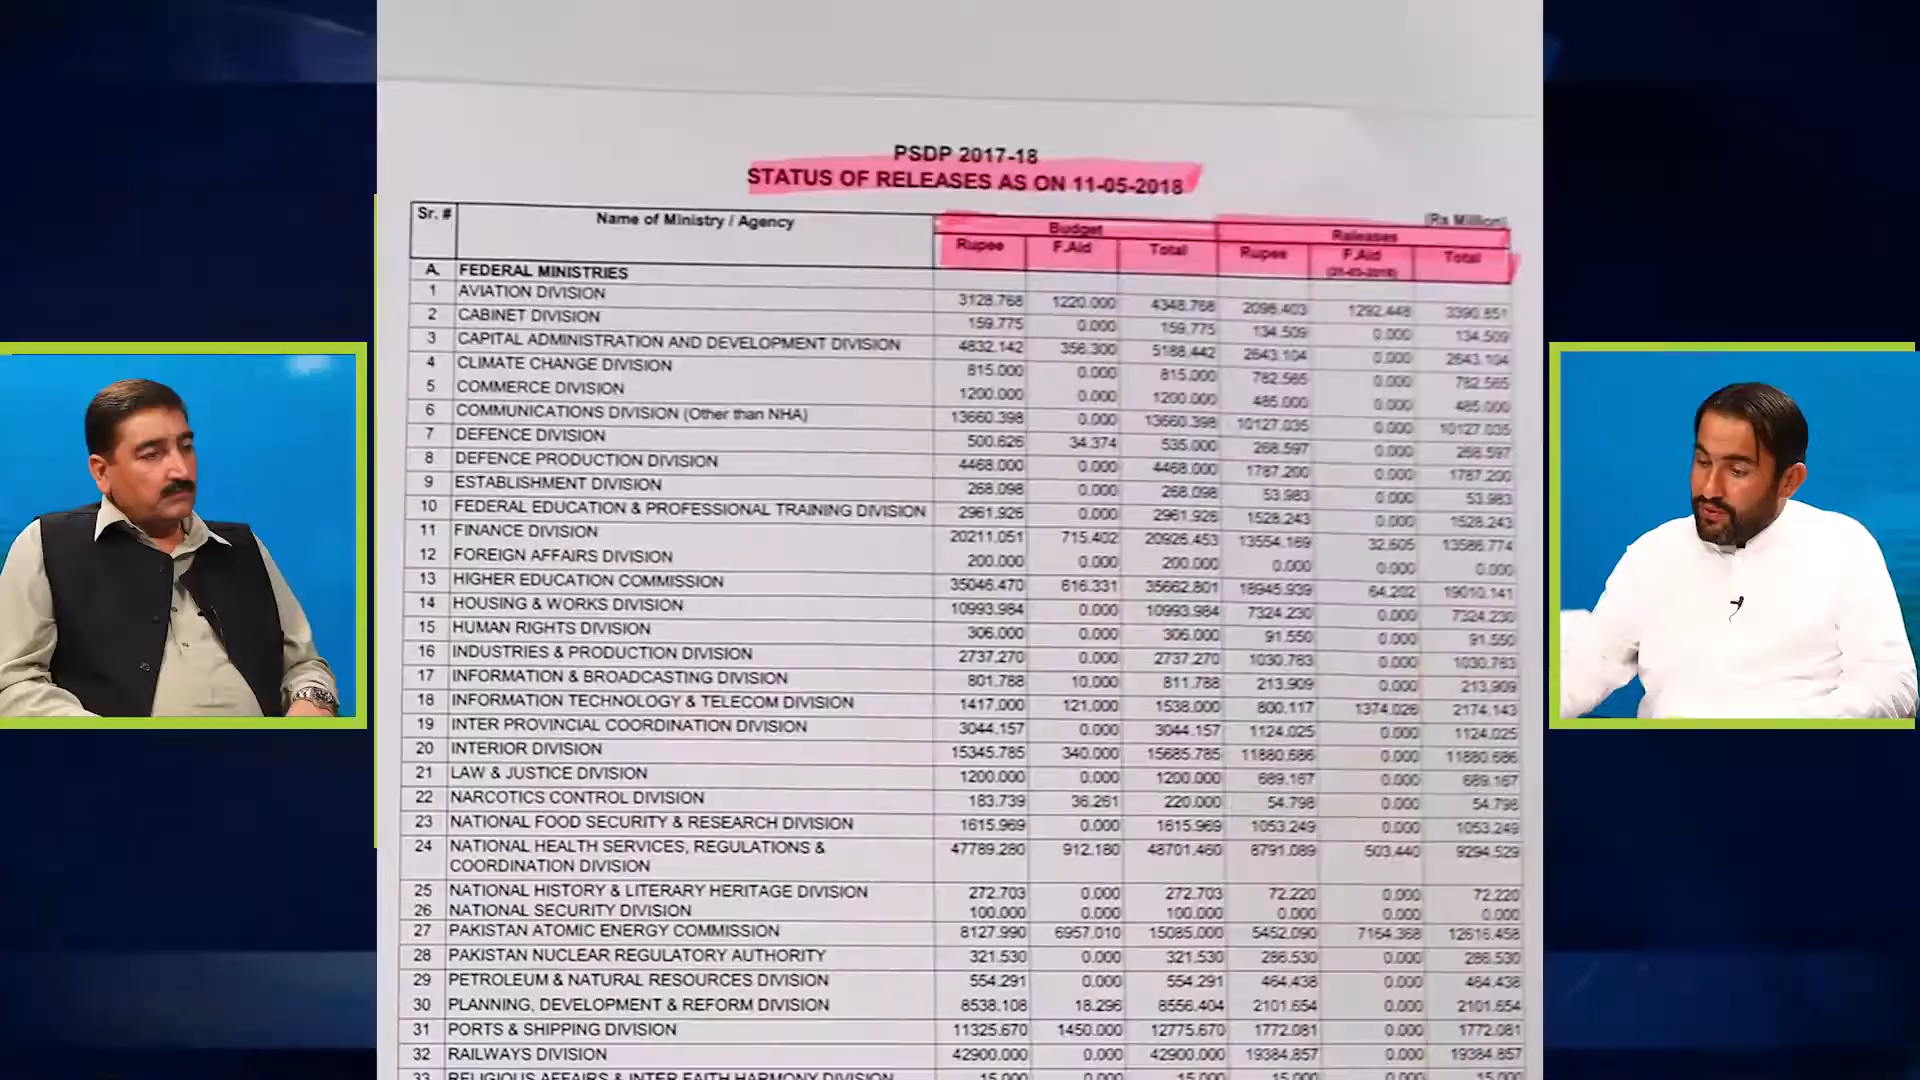 PSDP 2017-18
STATUS OF RELEASES AS ON 11-05-2018
(Rs Million)
Sr. # Name of Ministry / Agency Budget Releases
Rupee F.Aid Total Rupee F.Aid Total
(31-03-2018)
A. FEDERAL MINISTRIES
1 AVIATION DIVISION 3128.768 1220.000 4348.768 2098.403 1292.448 3390.851
2 CABINET DIVISION 159.775 0.000 159.775 134.509 0.000 134.509
3 CAPITAL ADMINISTRATION AND DEVELOPMENT DIVISION 4832.142 356.300 5188.442 2643.104 0.000 2643.104
4 CLIMATE CHANGE DIVISION 815.000 0.000 815.000 782.565 0.000 782.565
5 COMMERCE DIVISION 1200.000 0.000 1200.000 485.000 0.000 485.000
6 COMMUNICATIONS DIVISION (Other than NHA) 13660.398 0.000 13660.398 10127.035 0.000 10127.035
7 DEFENCE DIVISION 500.626 34.374 535.000 268.597 0.000 268.597
8 DEFENCE PRODUCTION DIVISION 4468.000 0.000 4468.000 1787.200 0.000 1787.200
9 ESTABLISHMENT DIVISION 268.098 0.000 268.098 53.983 0.000 53.983
10 FEDERAL EDUCATION & PROFESSIONAL TRAINING DIVISION 2961.926 0.000 2961.926 1528.243 0.000 1528.243
11 FINANCE DIVISION 20211.051 715.402 20926.453 13554.169 32.605 13586.774
12 FOREIGN AFFAIRS DIVISION 200.000 0.000 200.000 0.000 0.000 0.000
13 HIGHER EDUCATION COMMISSION 35046.470 616.331 35662.801 18945.939 64.202 19010.141
14 HOUSING & WORKS DIVISION 10993.984 0.000 10993.984 7324.230 0.000 7324.230
15 HUMAN RIGHTS DIVISION 306.000 0.000 306.000 91.550 0.000 91.550
16 INDUSTRIES & PRODUCTION DIVISION 2737.270 0.000 2737.270 1030.763 0.000 1030.763
17 INFORMATION & BROADCASTING DIVISION 801.788 10.000 811.788 213.909 0.000 213.909
18 INFORMATION TECHNOLOGY & TELECOM DIVISION 1417.000 121.000 1538.000 800.117 1374.026 2174.143
19 INTER PROVINCIAL COORDINATION DIVISION 3044.157 0.000 3044.157 1124.025 0.000 1124.025
20 INTERIOR DIVISION 15345.785 340.000 15685.785 11880.686 0.000 11880.686
21 LAW & JUSTICE DIVISION 1200.000 0.000 1200.000 689.167 0.000 689.167
22 NARCOTICS CONTROL DIVISION 183.739 36.261 220.000 54.798 0.000 54.798
23 NATIONAL FOOD SECURITY & RESEARCH DIVISION 1615.969 0.000 1615.969 1053.249 0.000 1053.249
24 NATIONAL HEALTH SERVICES, REGULATIONS & 47789.280 912.180 48701.460 8791.089 503.440 9294.529
COORDINATION DIVISION
25 NATIONAL HISTORY & LITERARY HERITAGE DIVISION 272.703 0.000 272.703 72.220 0.000 72.220
26 NATIONAL SECURITY DIVISION 100.000 0.000 100.000 0.000 0.000 0.000
27 PAKISTAN ATOMIC ENERGY COMMISSION 8127.990 6957.010 15085.000 5452.090 7164.368 12616.458
28 PAKISTAN NUCLEAR REGULATORY AUTHORITY 321.530 0.000 321.530 286.530 0.000 286.530
29 PETROLEUM & NATURAL RESOURCES DIVISION 554.291 0.000 554.291 464.438 0.000 464.438
30 PLANNING, DEVELOPMENT & REFORM DIVISION 8538.108 18.296 8556.404 2101.654 0.000 2101.654
31 PORTS & SHIPPING DIVISION 11325.670 1450.000 12775.670 1772.081 0.000 1772.081
32 RAILWAYS DIVISION 42900.000 0.000 42900.000 19384.857 0.000 19384.857
33 RELIGIOUS AFFAIRS & INTER FAITH HARMONY DIVISION 15.000 0.000 15.000 15.000 0.000 15.000